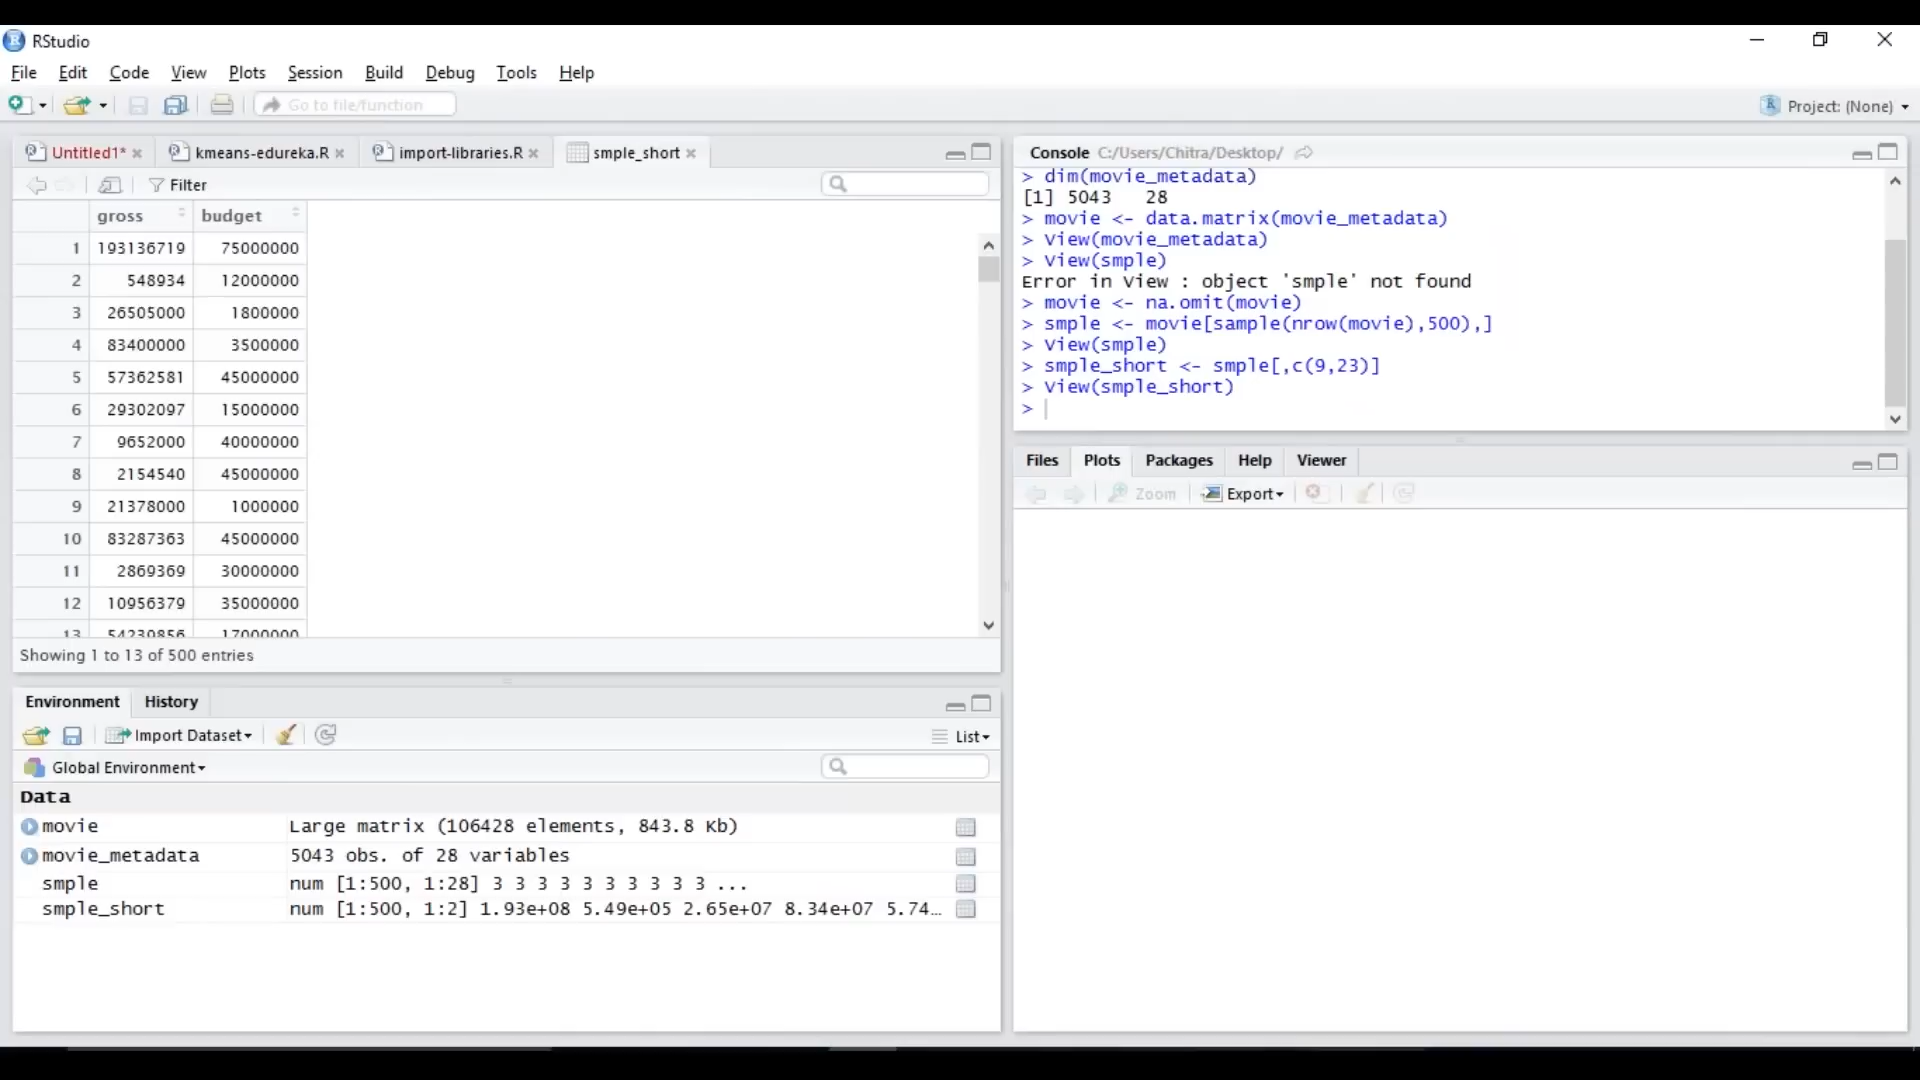 RStudio
File Edit Code View Plots Session Build Debug Tools Help
Go to file/function
Project: (None)
Untitled1* kmeans-edureka.R import-libraries.R smple_short
Filter
gross budget
1 193136719 75000000
2 548934 12000000
3 26505000 1800000
4 83400000 3500000
5 57362581 45000000
6 29302097 15000000
7 9652000 40000000
8 2154540 45000000
9 21378000 1000000
10 83287363 45000000
11 2869369 30000000
12 10956379 35000000
13 54239856 17000000
Showing 1 to 13 of 500 entries
Environment History
Import Dataset List
Global Environment
Data
movie Large matrix (106428 elements, 843.8 Kb)
movie_metadata 5043 obs. of 28 variables
smple num [1:500, 1:28] 3 3 3 3 3 3 3 3 3 3 ...
smple_short num [1:500, 1:2] 1.93e+08 5.49e+05 2.65e+07 8.34e+07 5.74…
Console C:/Users/Chitra/Desktop/
> dim(movie_metadata)
[1] 5043 28
> movie <- data.matrix(movie_metadata)
> View(movie_metadata)
> View(smple)
Error in View : object 'smple' not found
> movie <- na.omit(movie)
> smple <- movie[sample(nrow(movie),500),]
> View(smple)
> smple_short <- smple[,c(9,23)]
> View(smple_short)
>
Files Plots Packages Help Viewer
Zoom Export